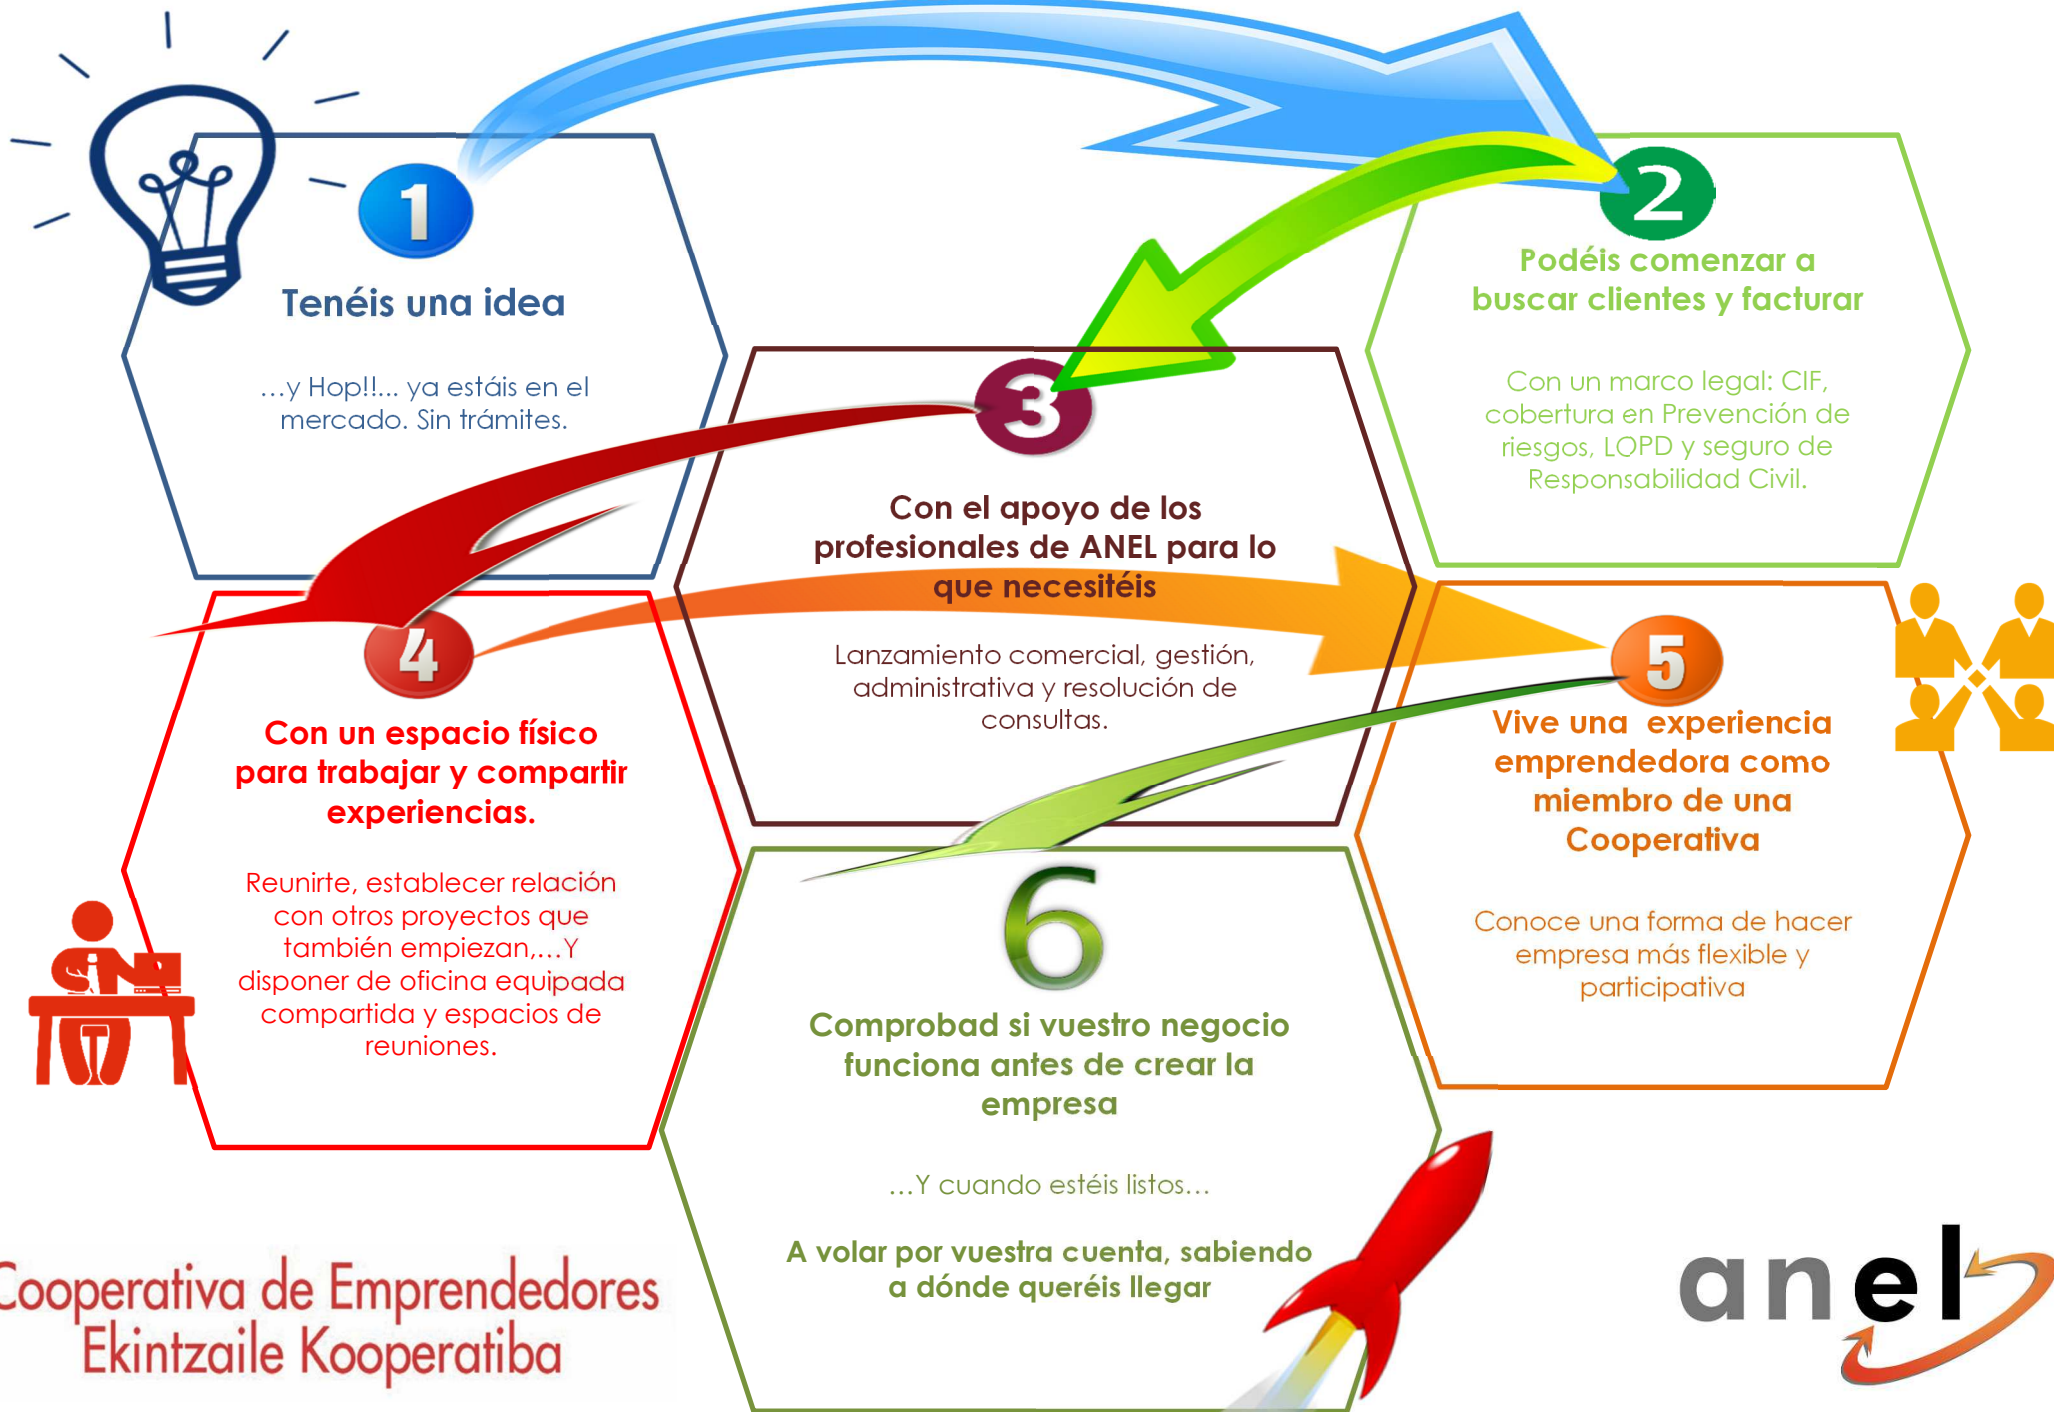 1
Tenéis una idea
...y Hop!!... ya estáis en el
mercado. Sin trámites.
2
Podéis comenzar a
buscar clientes y facturar
Con un marco legal: CIF,
cobertura en Prevención de
riesgos, LOPD y seguro de
Responsabilidad Civil.
3
Con el apoyo de los
profesionales de ANEL para lo
que necesitéis
Lanzamiento comercial, gestión,
administrativa y resolución de
consultas.
4
Con un espacio físico
para trabajar y compartir
experiencias.
Reunirte, establecer relación
con otros proyectos que
también empiezan,...Y
disponer de oficina equipada
compartida y espacios de
reuniones.
5
Vive una experiencia
emprendedora como
miembro de una
Cooperativa
Conoce una forma de hacer
empresa más flexible y
participativa
6
Comprobad si vuestro negocio
funciona antes de crear la
empresa
...Y cuando estéis listos...
A volar por vuestra cuenta, sabiendo
a dónde queréis llegar
Cooperativa de Emprendedores
Ekintzaile Kooperatiba
anel